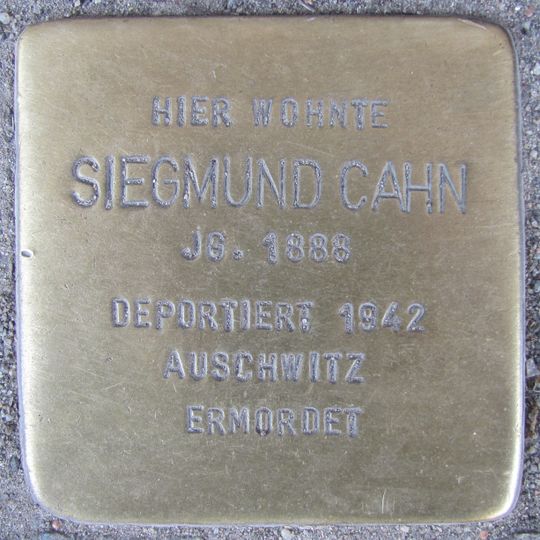 HIER WOHNTE
SIEGMUND CAHN
JG. 1888
DEPORTIERT 1942
AUSCHWITZ
ERMORDET